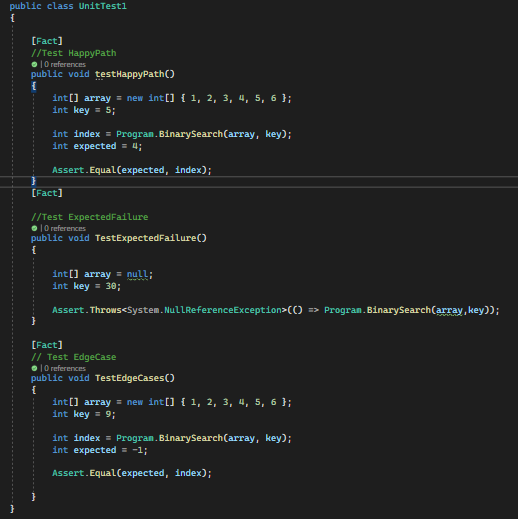 public class UnitTest1
{
[Fact]
//Test HappyPath
0 references
public void testHappyPath()
{
int[] array = new int[] { 1, 2, 3, 4, 5, 6 };
int key = 5;
int index = Program.BinarySearch(array, key);
int expected = 4;
Assert.Equal(expected, index);
}
[Fact]
//Test ExpectedFailure
0 references
public void TestExpectedFailure()
{
int[] array = null;
int key = 30;
Assert.Throws<System.NullReferenceException>(() => Program.BinarySearch(array,key));
}
[Fact]
// Test EdgeCase
0 references
public void TestEdgeCases()
{
int[] array = new int[] { 1, 2, 3, 4, 5, 6 };
int key = 9;
int index = Program.BinarySearch(array, key);
int expected = -1;
Assert.Equal(expected, index);
}
}